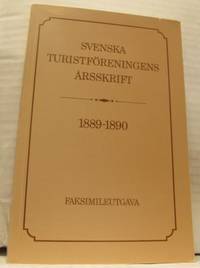 SVENSKA
TURISTFÖRENINGENS
ÅRSSKRIFT
1889-1890
FAKSIMILEUTGÅVA